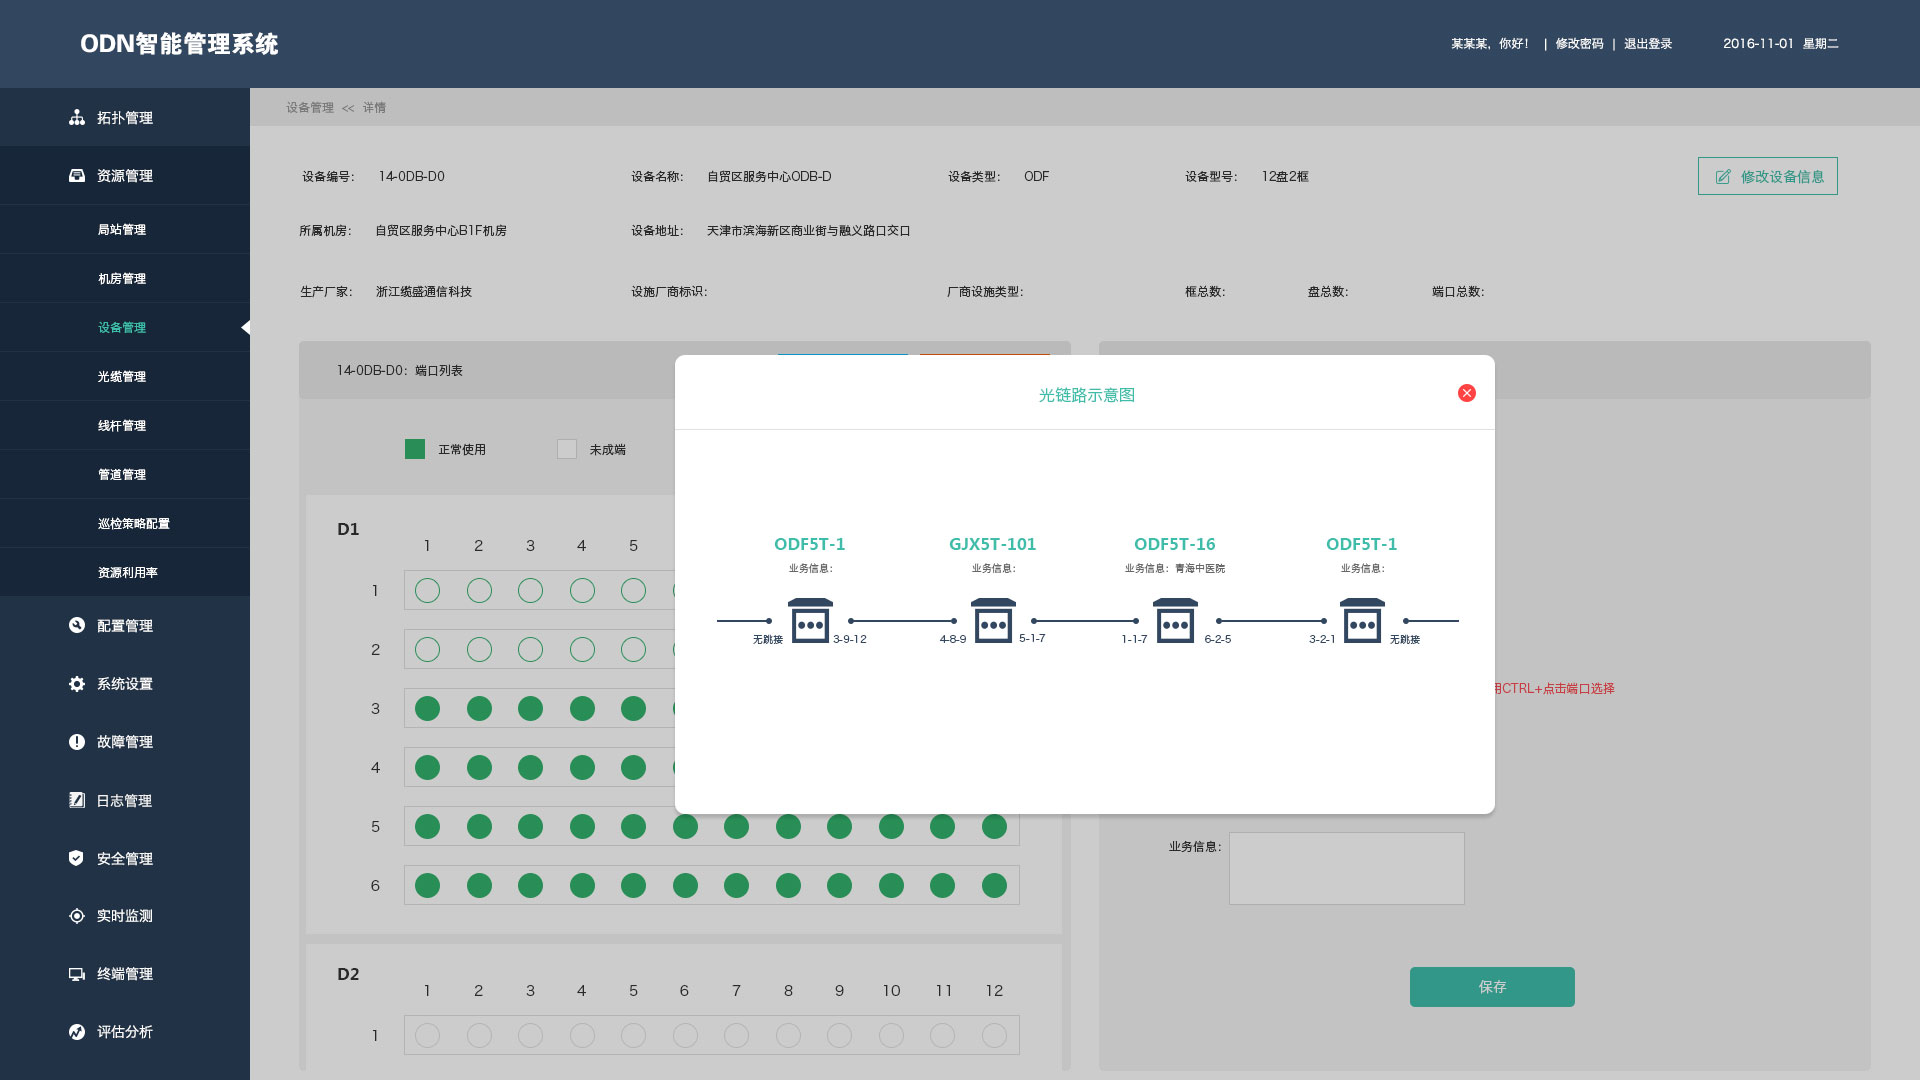 ODN智能管理系统
某某某，你好！ | 修改密码 | 退出登录 2016-11-01 星期二
拓扑管理
资源管理
局站管理
机房管理
设备管理
光缆管理
线杆管理
管道管理
巡检策略配置
资源利用率
配置管理
系统设置
故障管理
日志管理
安全管理
实时监测
终端管理
评估分析
设备管理 << 详情
设备编号： 14-0DB-D0 设备名称： 自贸区服务中心ODB-D 设备类型： ODF 设备型号： 12盘2框
修改设备信息
所属机房： 自贸区服务中心B1F机房 设备地址： 天津市滨海新区商业街与融义路口交口
生产厂家： 浙江缆盛通信科技 设施厂商标识： 厂商设施类型： 框总数： 盘总数： 端口总数：
14-0DB-D0：端口列表
正常使用 未成端
D1
1 2 3 4 5
1
2
3
4
5
6
D2
1 2 3 4 5 6 7 8 9 10 11 12
1
光链路示意图
ODF5T-1 GJX5T-101 ODF5T-16 ODF5T-1
业务信息： 业务信息： 业务信息：青海中医院 业务信息：
无跳接 3-9-12 4-8-9 5-1-7 1-1-7 6-2-5 3-2-1 无跳接
用CTRL+点击端口选择
业务信息：
保存